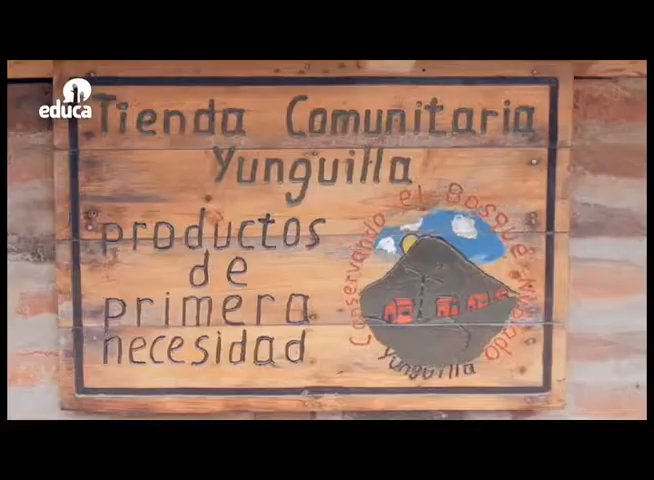 educa
Tienda Comunitaria
Yunguilla
productos
de
primera
necesidad
Conservando el Bosque Nublado
Yunguilla